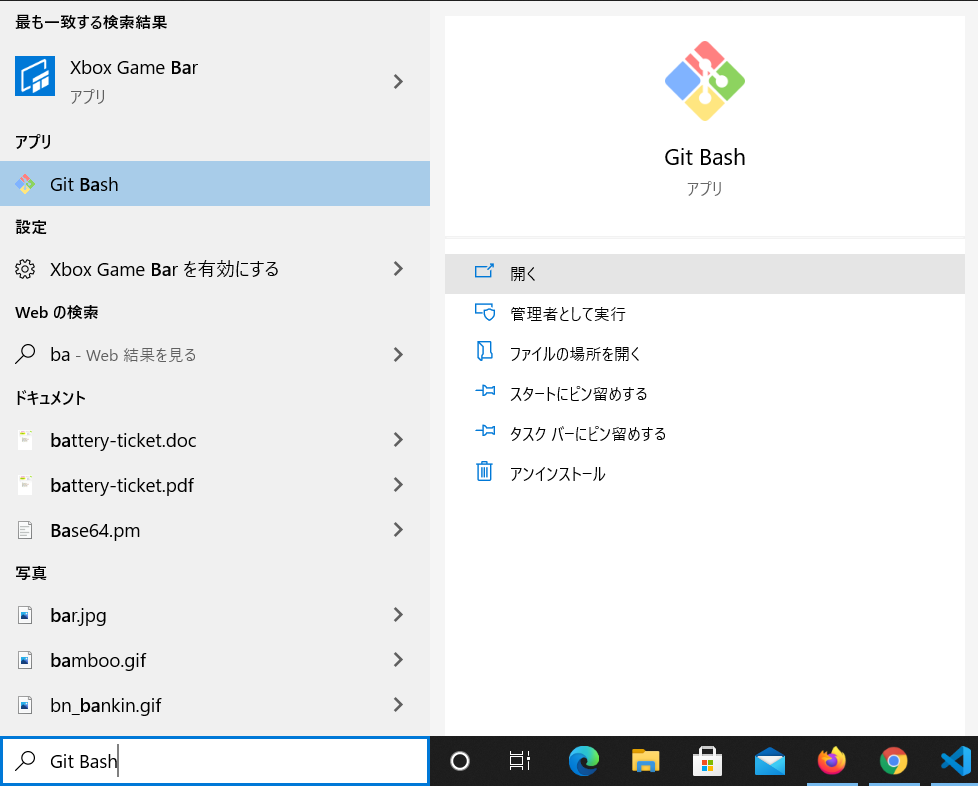 最も一致する検索結果
Xbox Game Bar
アプリ
アプリ
Git Bash
設定
Xbox Game Bar を有効にする
Web の検索
ba - Web 結果を見る
ドキュメント
battery-ticket.doc
battery-ticket.pdf
Base64.pm
写真
bar.jpg
bamboo.gif
bn_bankin.gif
Git Bash
Git Bash
アプリ
開く
管理者として実行
ファイルの場所を開く
スタートにピン留めする
タスク バーにピン留めする
アンインストール